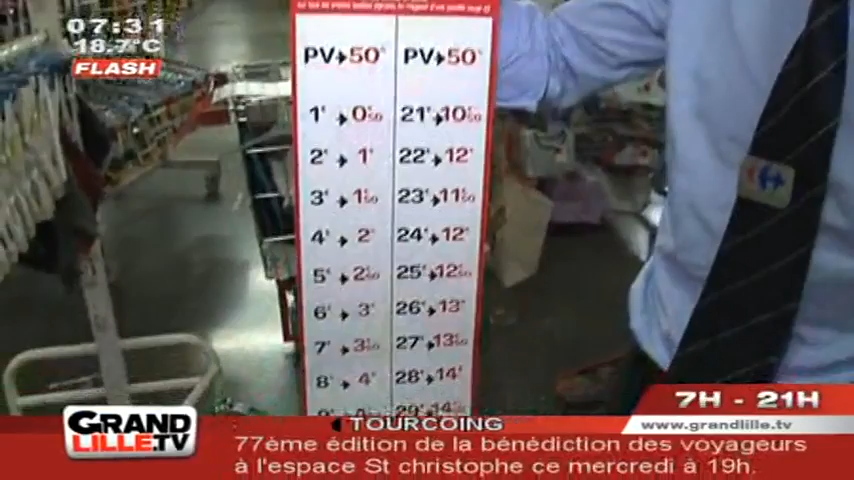 07:31
18.7°C
FLASH
PV→50% PV→50%
1€→0€50 21€→10€50
2€→1€ 22€→12€
3€→1€50 23€→11€50
4€→2€ 24€→12€
5€→2€50 25€→12€50
6€→3€ 26€→13€
7€→3€50 27€→13€50
8€→4€ 28€→14€
7H - 21H
www.grandlille.tv
GRAND
LILLE.TV
TOURCOING
77ème édition de la bénédiction des voyageurs
à l'espace St christophe ce mercredi à 19h.